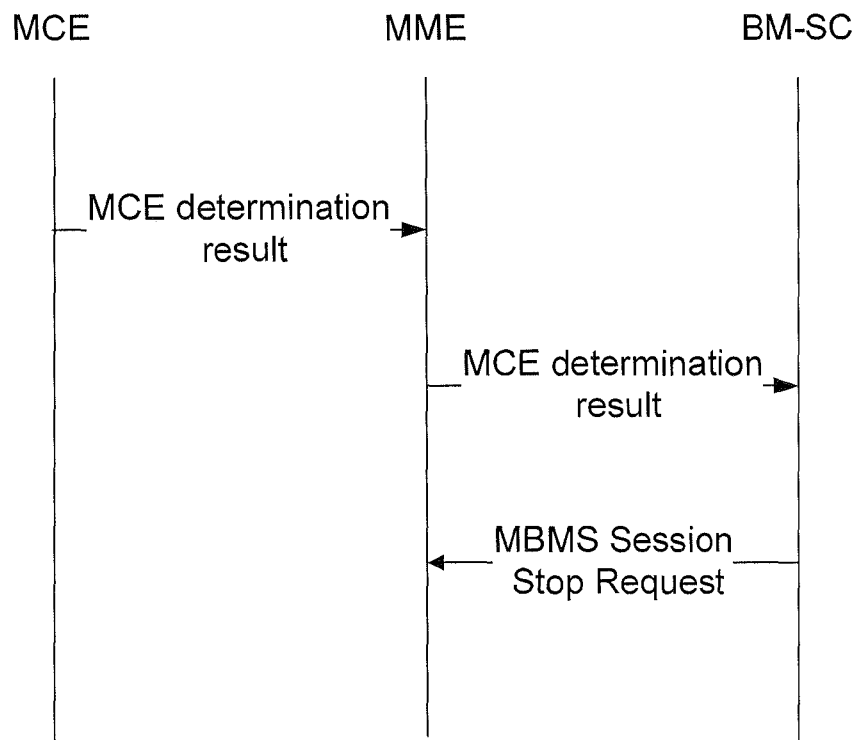 MCE
MME
BM-SC
MCE determination
result
MCE determination
result
MBMS Session
Stop Request